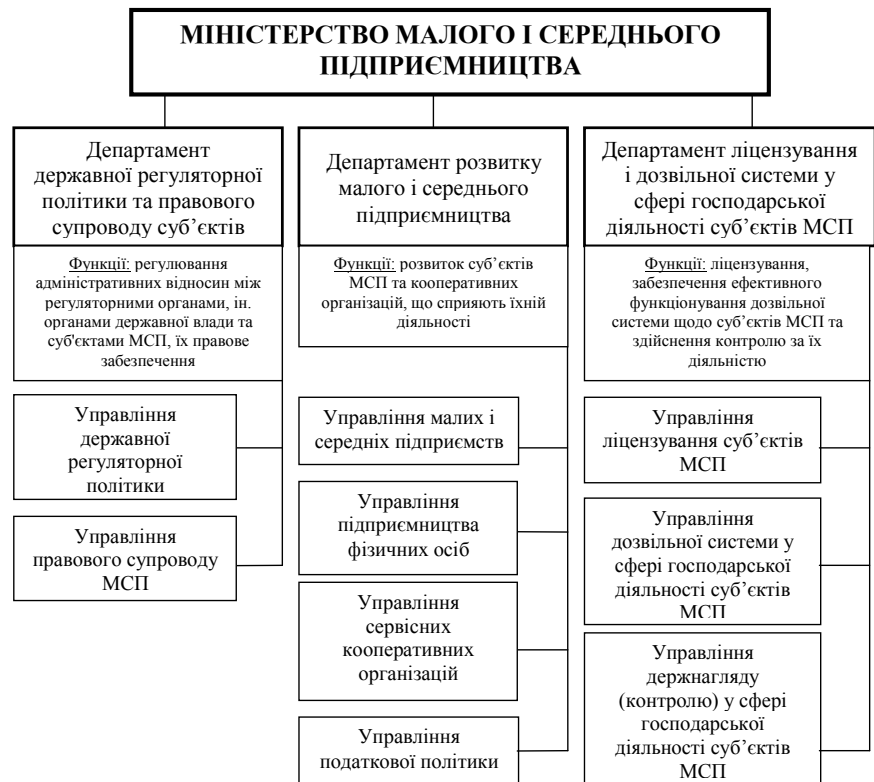 МІНІСТЕРСТВО МАЛОГО І СЕРЕДНЬОГО
ПІДПРИЄМНИЦТВА
Департамент
державної регуляторної
політики та правового
супроводу суб’єктів
Функції: регулювання
адміністративних відносин між
регуляторними органами, ін.
органами державної влади та
суб'єктами МСП, їх правове
забезпечення
Управління
державної
регуляторної
політики
Управління
правового супроводу
МСП
Департамент розвитку
малого і середнього
підприємництва
Функції: розвиток суб’єктів
МСП та кооперативних
організацій, що сприяють їхній
діяльності
Управління малих і
середніх підприємств
Управління
підприємництва
фізичних осіб
Управління
сервісних
кооперативних
організацій
Управління
податкової політики
Департамент ліцензування
і дозвільної системи у
сфері господарської
діяльності суб’єктів МСП
Функції: ліцензування,
забезпечення ефективного
функціонування дозвільної
системи щодо суб’єктів МСП та
здійснення контролю за їх
діяльністю
Управління
ліцензування суб’єктів
МСП
Управління
дозвільної системи у
сфері господарської
діяльності суб’єктів
МСП
Управління
держнагляду
(контролю) у сфері
господарської
діяльності суб’єктів
МСП